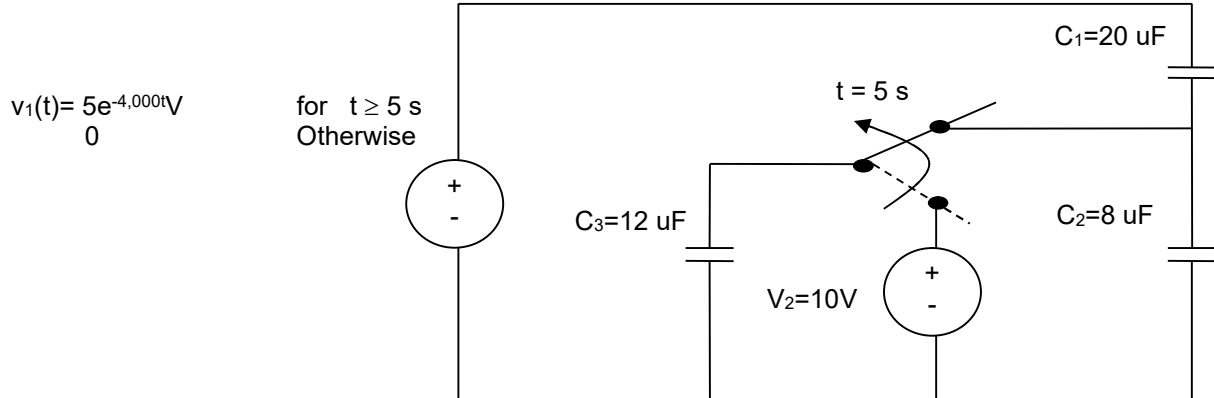 C₁=20 uF
v₁(t)= 5e⁻⁴,⁰⁰⁰ᵗV for t ≥ 5 s
0 Otherwise
t = 5 s
+
-
C₃=12 uF
C₂=8 uF
V₂=10V
+
-